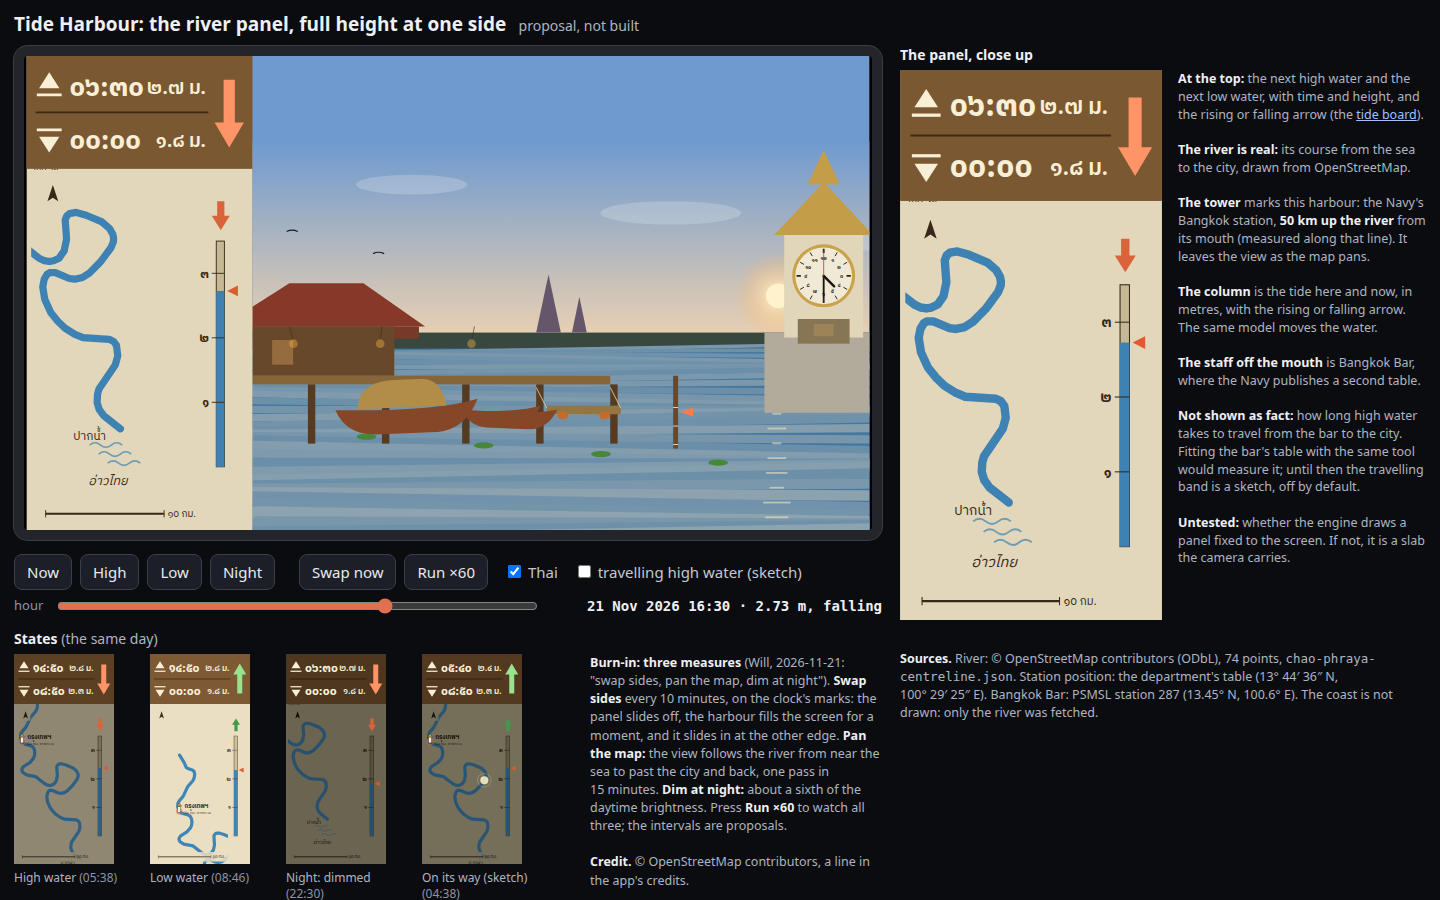 Tide Harbour: the river panel, full height at one side proposal, not built
๐๖:๓๐ ๒.๗ ม.
๐๐:๐๐ ๑.๘ ม.
๓
๒
๑
ปากน้ำ
อ่าวไทย
๑๐ กม.
Now
High
Low
Night
Swap now
Run ×60
Thai
travelling high water (sketch)
hour
21 Nov 2026 16:30 · 2.73 m, falling
States (the same day)
High water (05:38)
Low water (08:46)
Night: dimmed
(22:30)
On its way (sketch)
(04:38)
Burn-in: three measures (Will, 2026-11-21:
"swap sides, pan the map, dim at night"). Swap
sides every 10 minutes, on the clock's marks: the
panel slides off, the harbour fills the screen for a
moment, and it slides in at the other edge. Pan
the map: the view follows the river from near the
sea to past the city and back, one pass in
15 minutes. Dim at night: about a sixth of the
daytime brightness. Press Run ×60 to watch all
three; the intervals are proposals.
Credit. © OpenStreetMap contributors, a line in
the app's credits.
The panel, close up
๐๖:๓๐ ๒.๗ ม.
๐๐:๐๐ ๑.๘ ม.
๓
๒
๑
ปากน้ำ
อ่าวไทย
๑๐ กม.
At the top: the next high water and the
next low water, with time and height, and
the rising or falling arrow (the tide board).
The river is real: its course from the sea
to the city, drawn from OpenStreetMap.
The tower marks this harbour: the Navy's
Bangkok station, 50 km up the river from
its mouth (measured along that line). It
leaves the view as the map pans.
The column is the tide here and now, in
metres, with the rising or falling arrow.
The same model moves the water.
The staff off the mouth is Bangkok Bar,
where the Navy publishes a second table.
Not shown as fact: how long high water
takes to travel from the bar to the city.
Fitting the bar's table with the same tool
would measure it; until then the travelling
band is a sketch, off by default.
Untested: whether the engine draws a
panel fixed to the screen. If not, it is a slab
the camera carries.
Sources. River: © OpenStreetMap contributors (ODbL), 74 points, chao-phraya-
centreline.json. Station position: the department's table (13° 44′ 36″ N,
100° 29′ 25″ E). Bangkok Bar: PSMSL station 287 (13.45° N, 100.6° E). The coast is not
drawn: only the river was fetched.